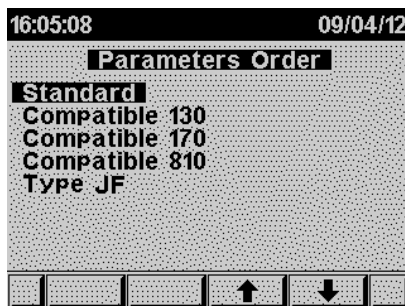 16:05:08 09/04/12
Parameters Order
Standard
Compatible 130
Compatible 170
Compatible 810
Type JF